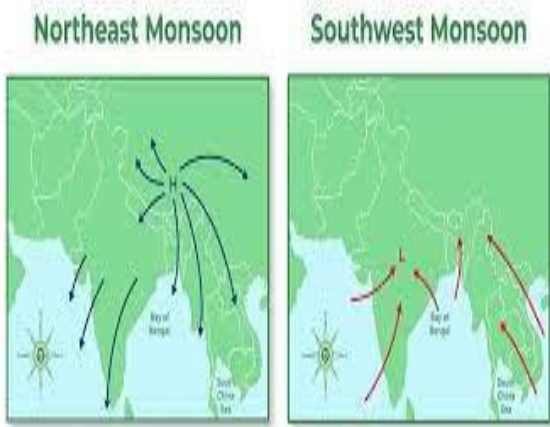 Northeast Monsoon
H
Bay of
Bengal
South
China
Sea
Southwest Monsoon
L
Bay of
Bengal
South
China
Sea